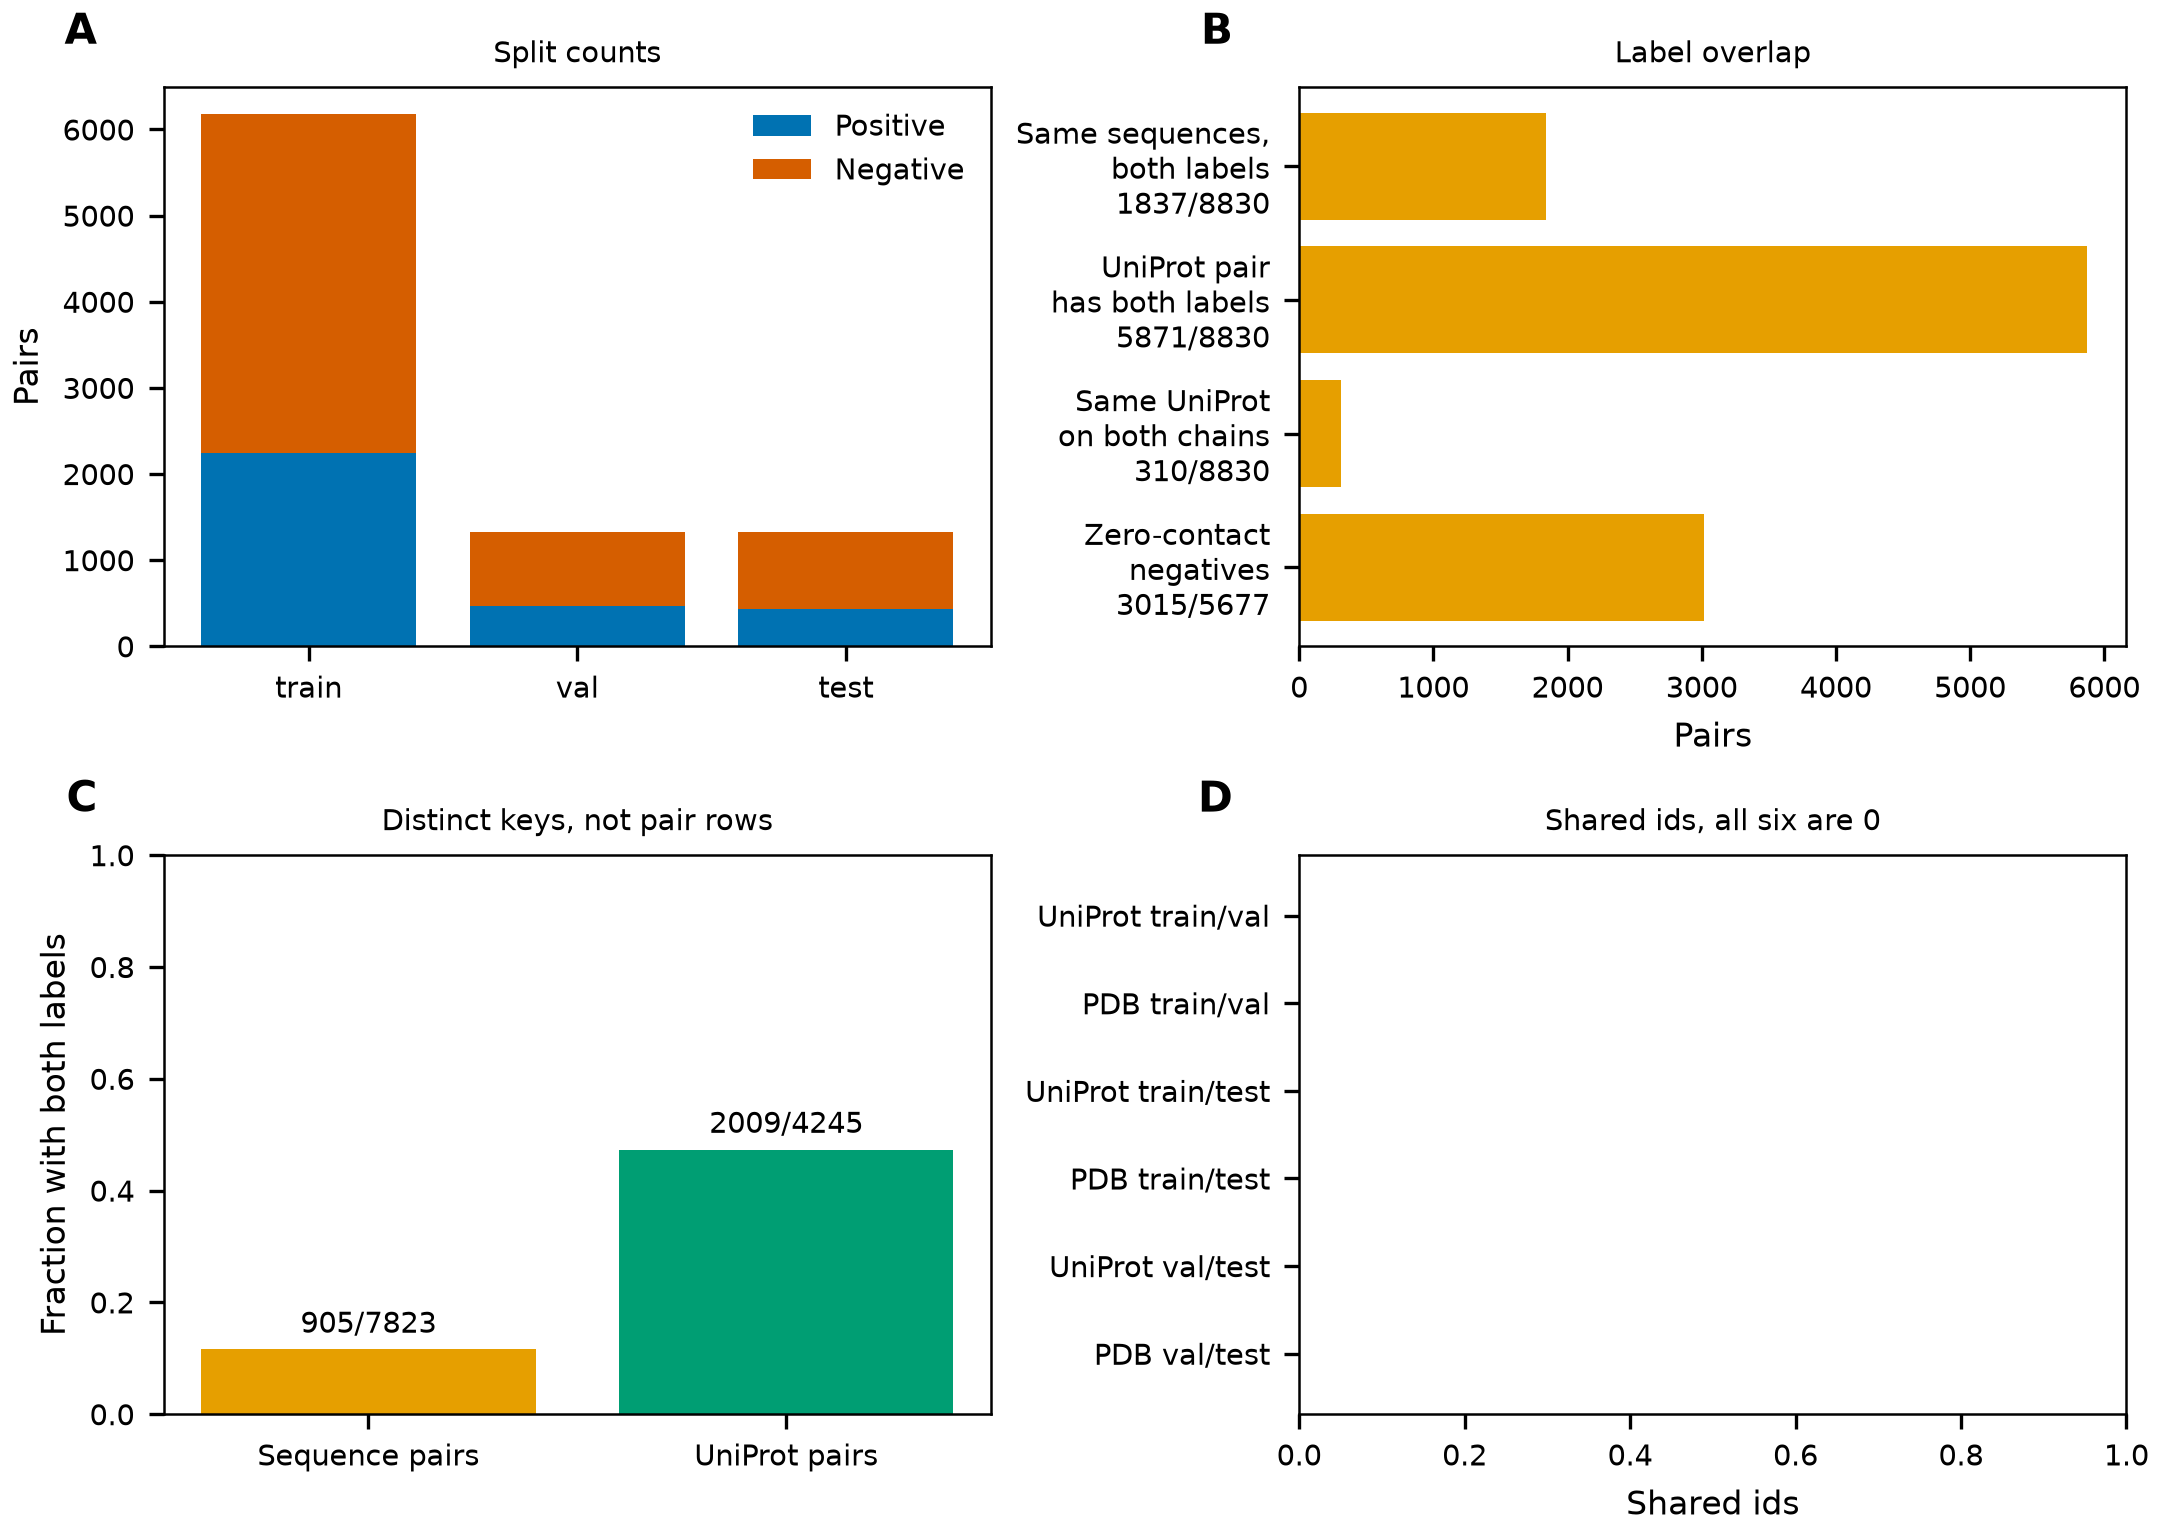 A
Split counts
Positive
Negative
6000
5000
4000
3000
2000
1000
0
Pairs
train
val
test
B
Label overlap
Same sequences,
both labels
1837/8830
UniProt pair
has both labels
5871/8830
Same UniProt
on both chains
310/8830
Zero-contact
negatives
3015/5677
0 1000 2000 3000 4000 5000 6000
Pairs
C
Distinct keys, not pair rows
1.0
0.8
0.6
0.4
0.2
0.0
Fraction with both labels
905/7823
2009/4245
Sequence pairs
UniProt pairs
D
Shared ids, all six are 0
UniProt train/val
PDB train/val
UniProt train/test
PDB train/test
UniProt val/test
PDB val/test
0.0 0.2 0.4 0.6 0.8 1.0
Shared ids